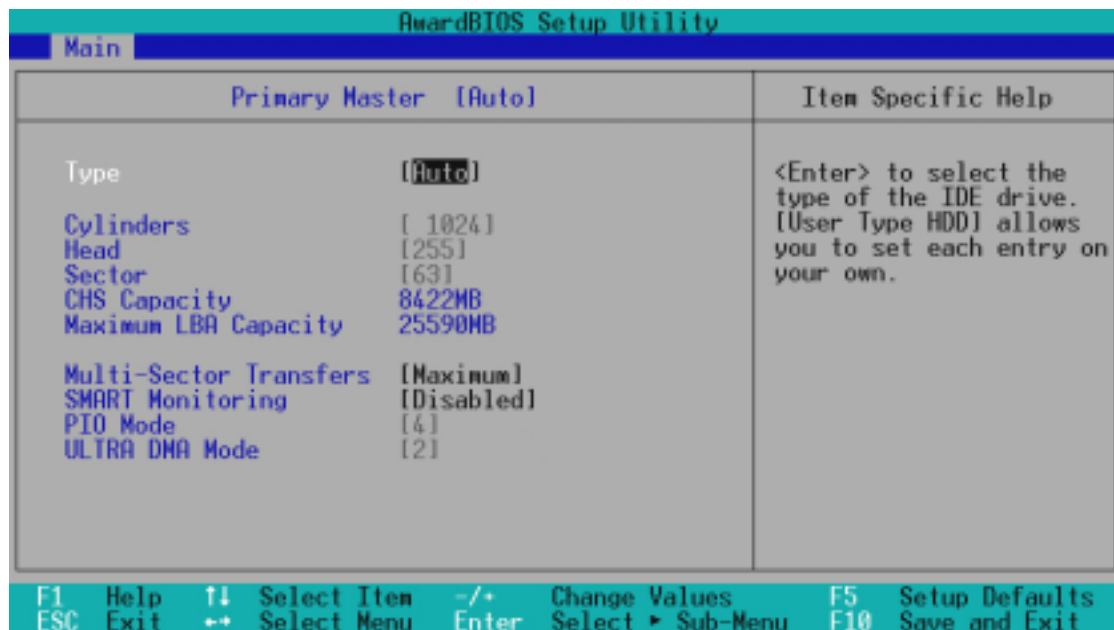 AwardBIOS Setup Utility
Main
Primary Master [Auto]
Item Specific Help
Type [Auto]
Cylinders [ 1024]
Head [255]
Sector [63]
CHS Capacity 8422MB
Maximum LBA Capacity 25590MB
Multi-Sector Transfers [Maximum]
SMART Monitoring [Disabled]
PIO Mode [4]
ULTRA DMA Mode [2]
<Enter> to select the
type of the IDE drive.
[User Type HDD] allows
you to set each entry on
your own.
F1 Help ↑↓ Select Item -/+ Change Values F5 Setup Defaults
ESC Exit ←→ Select Menu Enter Select ► Sub-Menu F10 Save and Exit